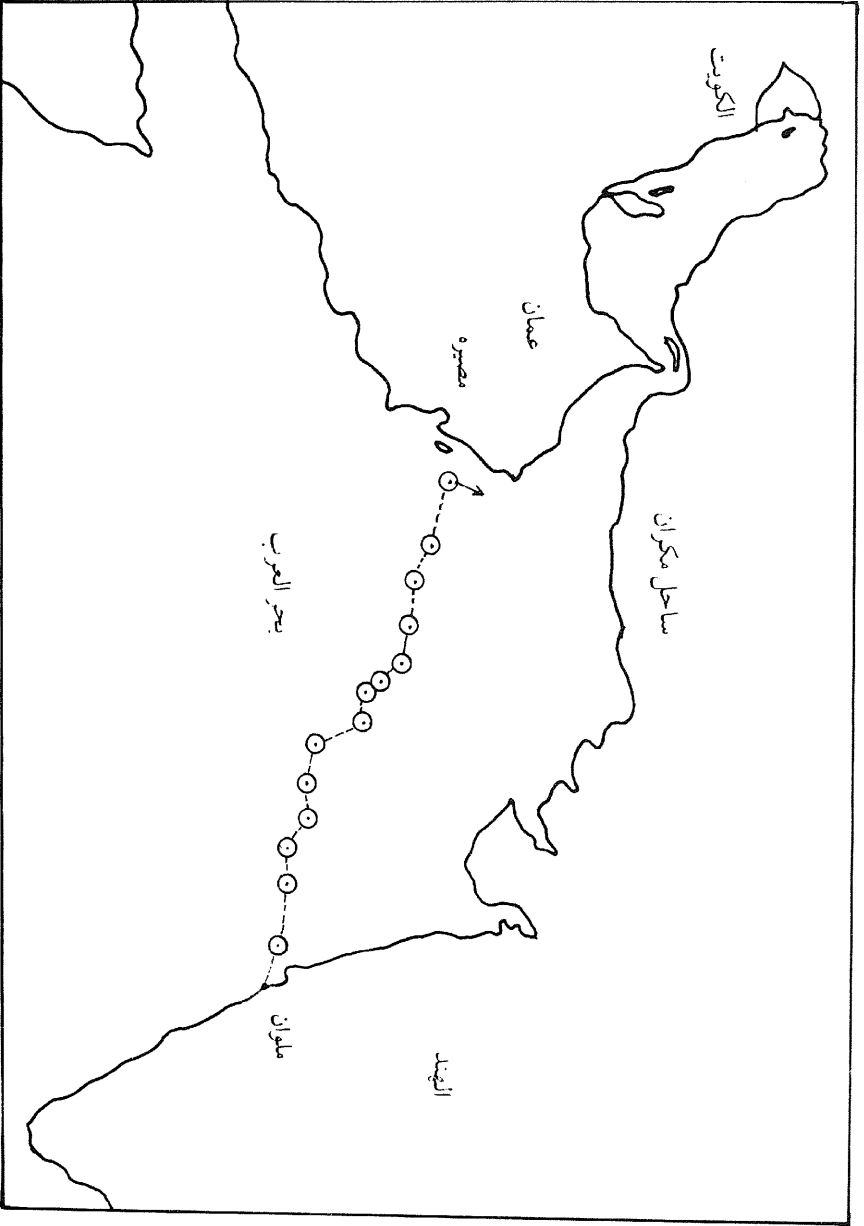 الكويت
عمان
مصيره
ساحل مكران
بحر العرب
ملوان
الهند